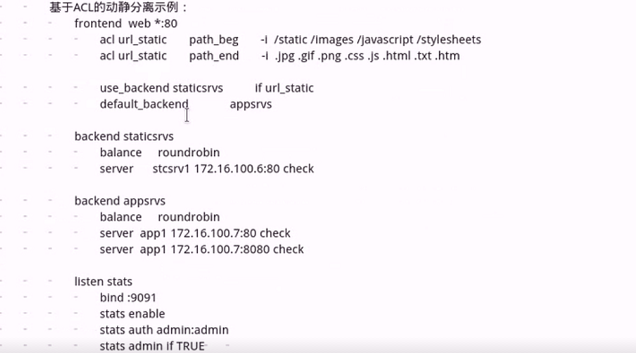 基于ACL的动静分离示例：
frontend web *:80
acl url_static path_beg -i /static /images /javascript /stylesheets
acl url_static path_end -i .jpg .gif .png .css .js .html .txt .htm
use_backend staticsrvs if url_static
default_backend appsrvs
backend staticsrvs
balance roundrobin
server stcsrv1 172.16.100.6:80 check
backend appsrvs
balance roundrobin
server app1 172.16.100.7:80 check
server app1 172.16.100.7:8080 check
listen stats
bind :9091
stats enable
stats auth admin:admin
stats admin if TRUE